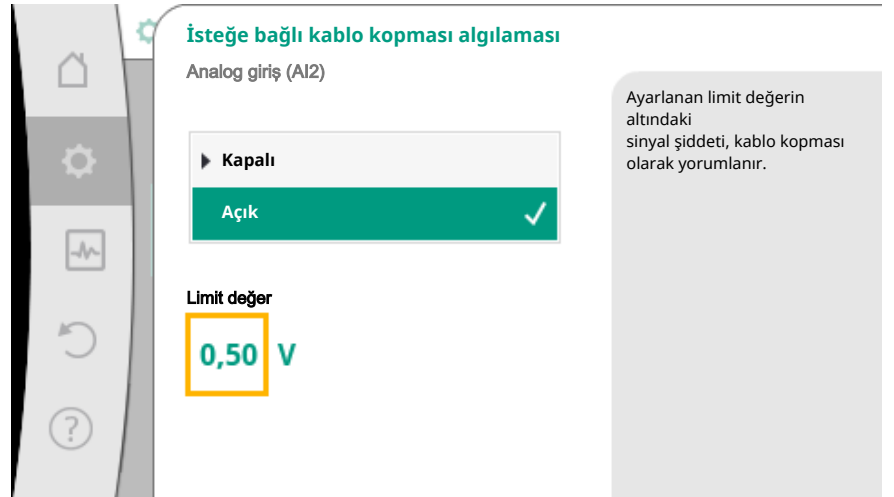 İsteğe bağlı kablo kopması algılaması
Analog giriş (AI2)
Kapalı
Açık
Limit değer
0,50 V
Ayarlanan limit değerin
altındaki
sinyal şiddeti, kablo kopması
olarak yorumlanır.